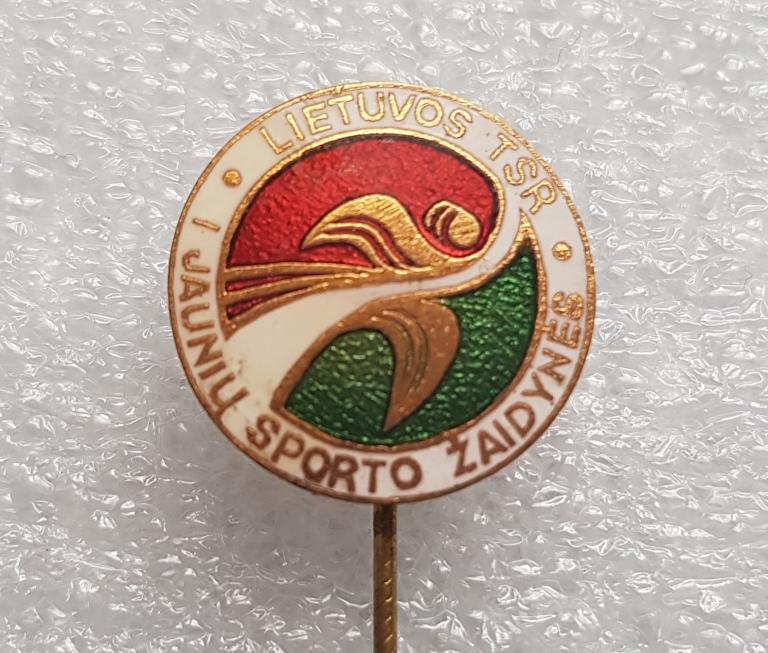 LIETUVOS TSR
I JAUNIŲ SPORTO ŽAIDYNĖS